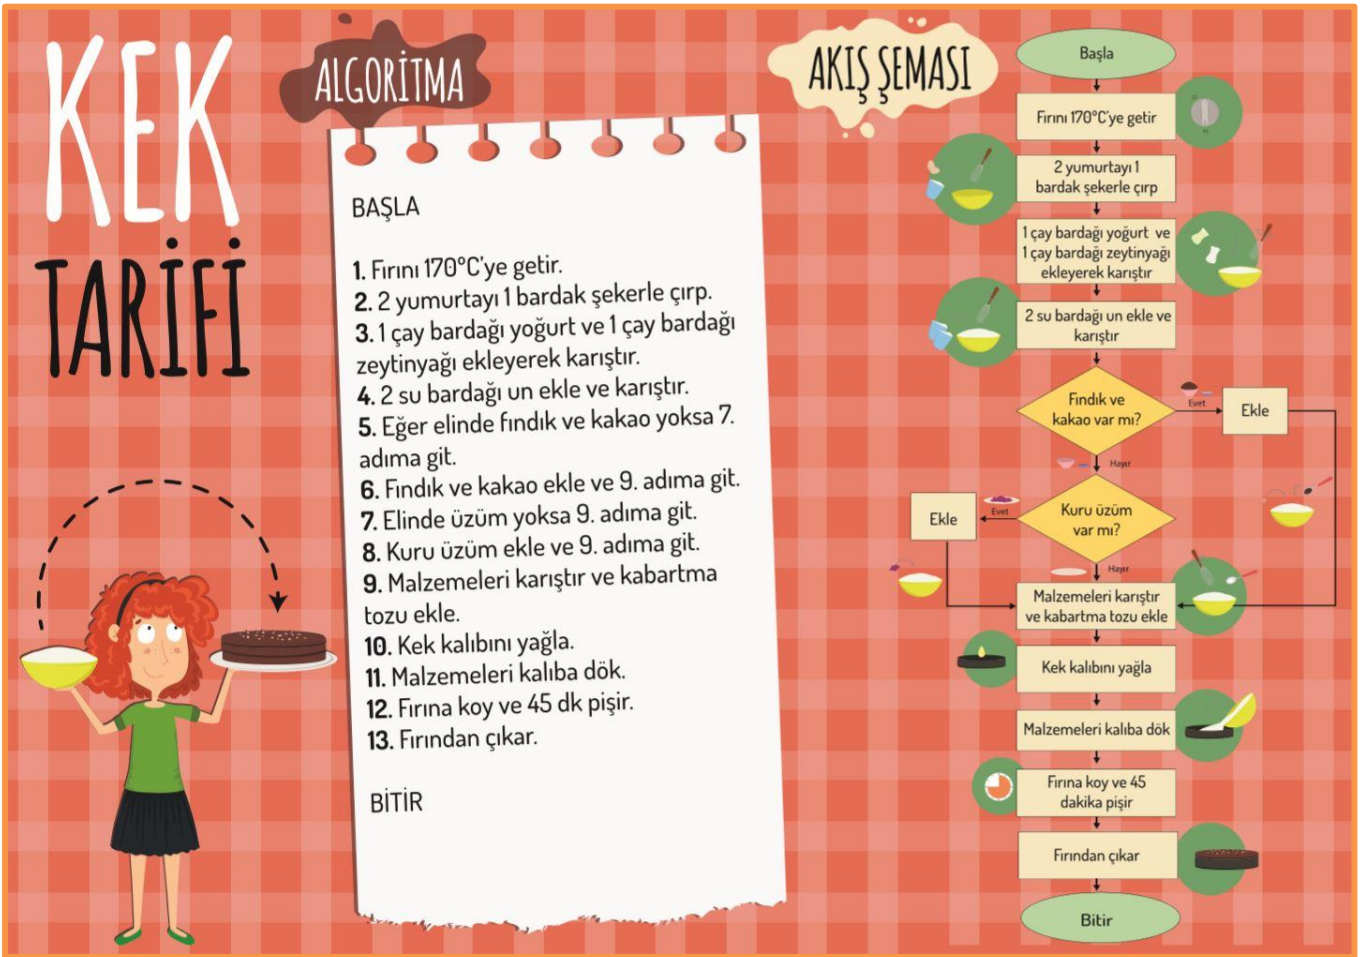 KEK
TARİFİ
ALGORİTMA
BAŞLA
1. Fırını 170°C'ye getir.
2. 2 yumurtayı 1 bardak şekerle çırp.
3. 1 çay bardağı yoğurt ve 1 çay bardağı
zeytinyağı ekleyerek karıştır.
4. 2 su bardağı un ekle ve karıştır.
5. Eğer elinde fındık ve kakao yoksa 7.
adıma git.
6. Fındık ve kakao ekle ve 9. adıma git.
7. Elinde üzüm yoksa 9. adıma git.
8. Kuru üzüm ekle ve 9. adıma git.
9. Malzemeleri karıştır ve kabartma
tozu ekle.
10. Kek kalıbını yağla.
11. Malzemeleri kalıba dök.
12. Fırına koy ve 45 dk pişir.
13. Fırından çıkar.
BİTİR
AKIŞ ŞEMASI
Başla
Fırını 170°C'ye getir
2 yumurtayı 1
bardak şekerle çırp
1 çay bardağı yoğurt ve
1 çay bardağı zeytinyağı
ekleyerek karıştır
2 su bardağı un ekle ve
karıştır
Fındık ve
kakao var mı?
Evet
Ekle
Hayır
Kuru üzüm
var mı?
Evet
Ekle
Hayır
Malzemeleri karıştır
ve kabartma tozu ekle
Kek kalıbını yağla
Malzemeleri kalıba dök
Fırına koy ve 45
dakika pişir
Fırından çıkar
Bitir